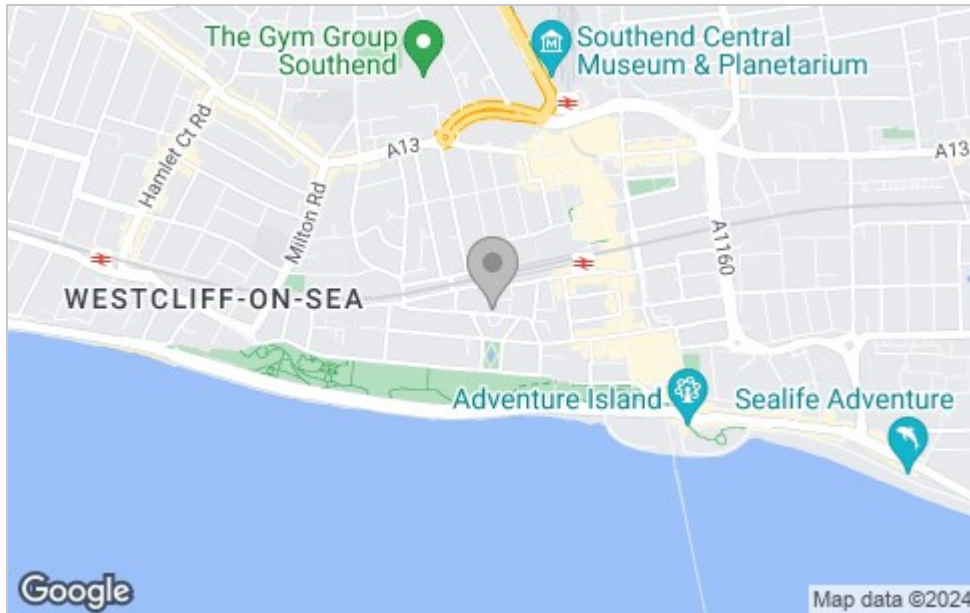 The Gym Group
Southend
Southend Central
Museum & Planetarium
Hamlet Ct Rd
A13
A13
Milton Rd
A1160
WESTCLIFF-ON-SEA
Adventure Island
Sealife Adventure
Google
Map data ©2024